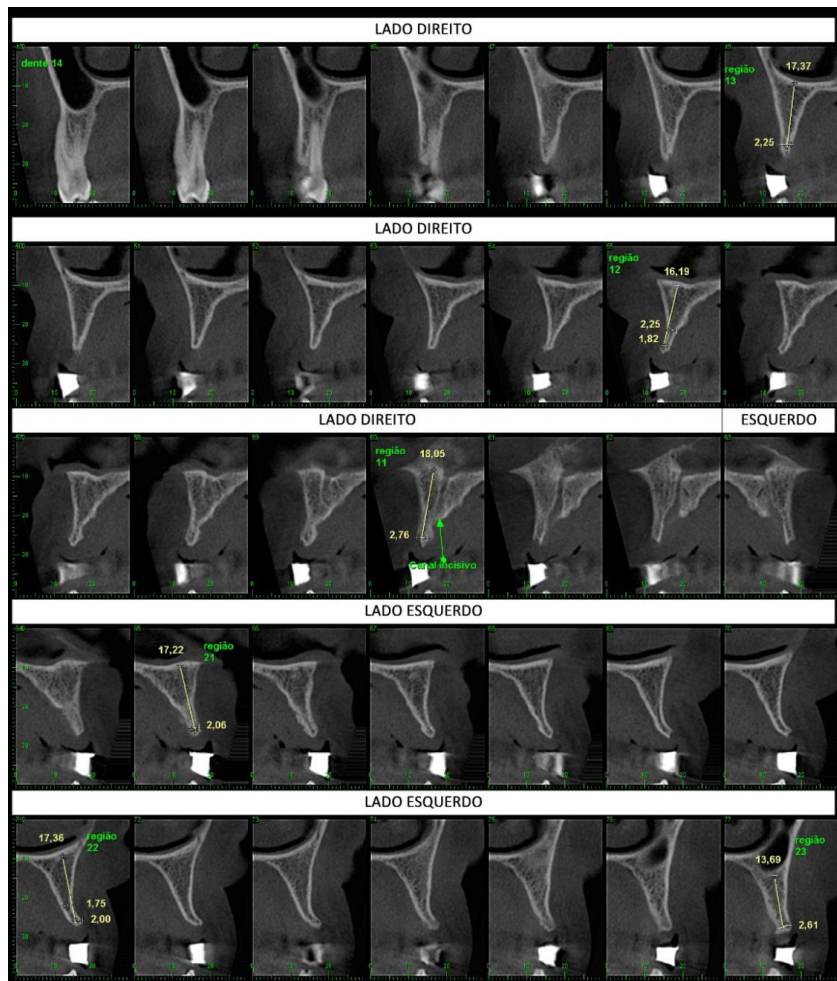 LADO DIREITO
dente 14
região
13
17,37
2,25
LADO DIREITO
região
12
16,19
2,25
1,82
LADO DIREITO
ESQUERDO
região
11
18,05
2,76
Canal incisivo
LADO ESQUERDO
17,22
região
21
2,06
LADO ESQUERDO
17,36
região
22
1,75
2,00
região
23
13,69
2,61